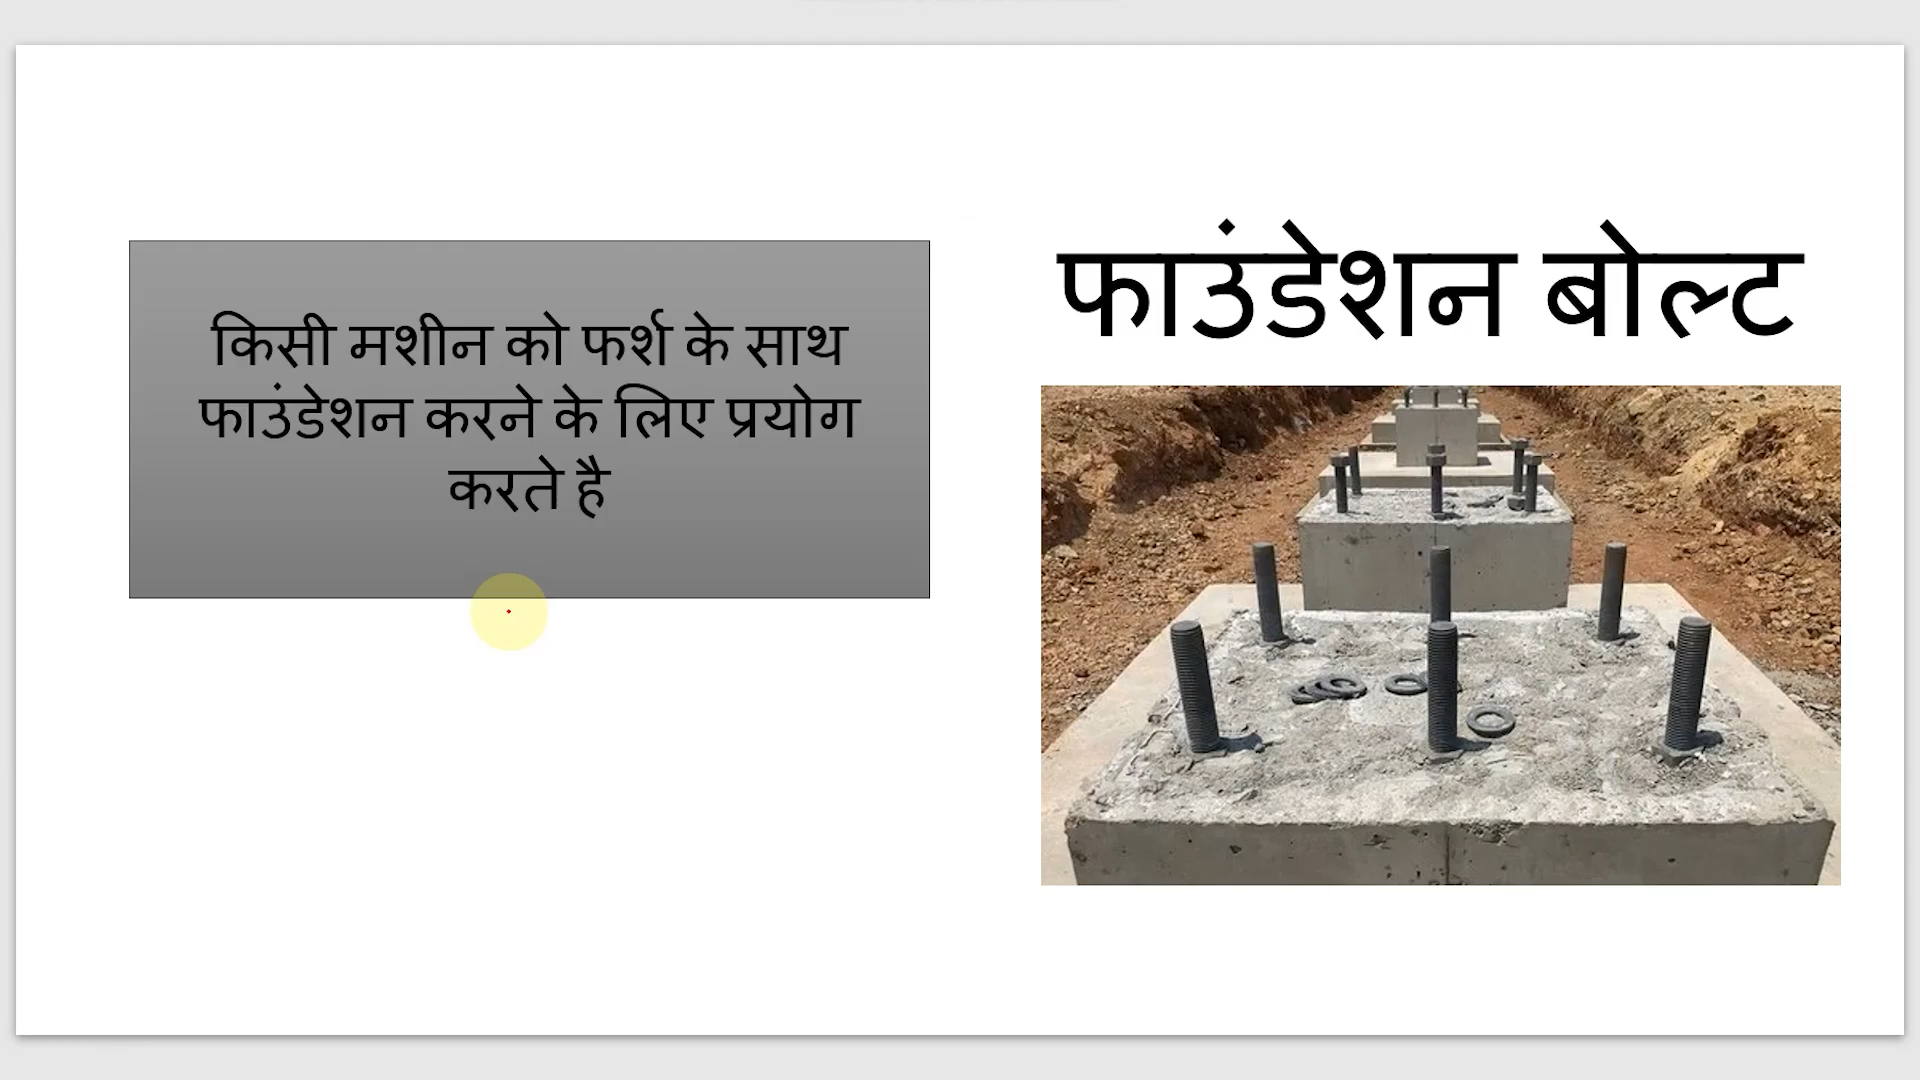 फाउंडेशन बोल्ट
किसी मशीन को फर्श के साथ
फाउंडेशन करने के लिए प्रयोग
करते है